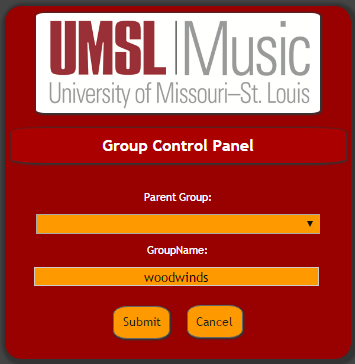 UMSL | Music
University of Missouri–St. Louis
Group Control Panel
Parent Group:
GroupName:
woodwinds
Submit Cancel